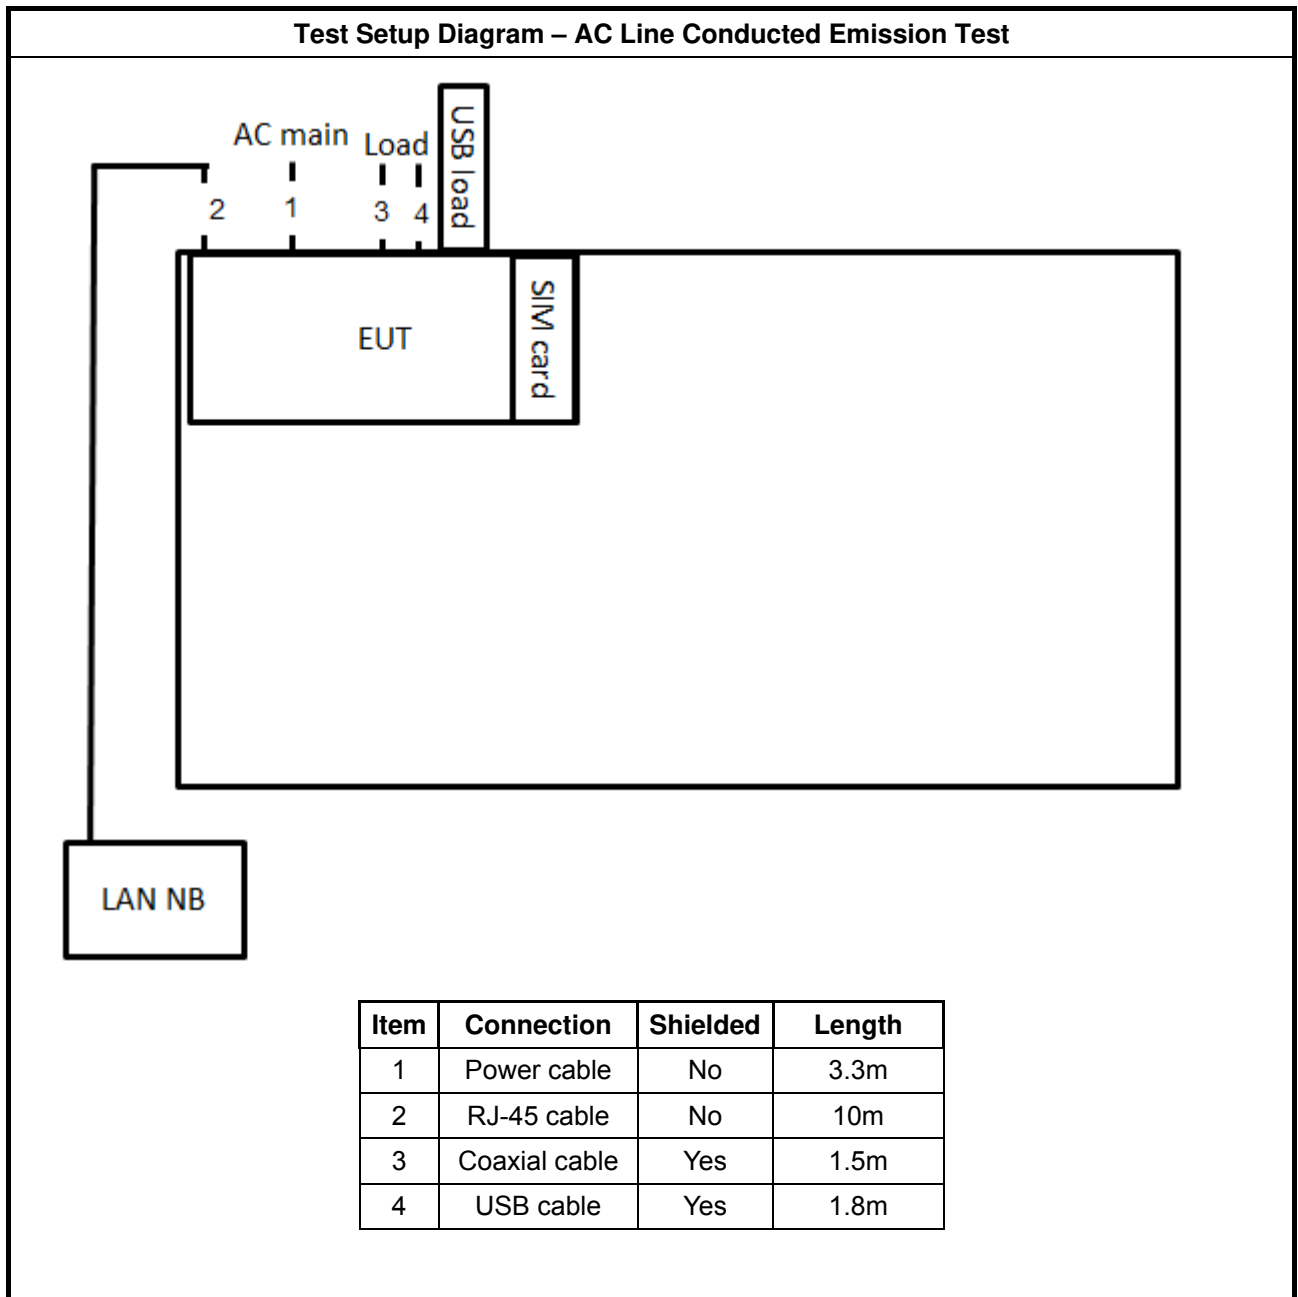 Test Setup Diagram – AC Line Conducted Emission Test
AC main
Load
USB load
2
1
3
4
EUT
SIM card
LAN NB
Item Connection Shielded Length
1 Power cable No 3.3m
2 RJ-45 cable No 10m
3 Coaxial cable Yes 1.5m
4 USB cable Yes 1.8m